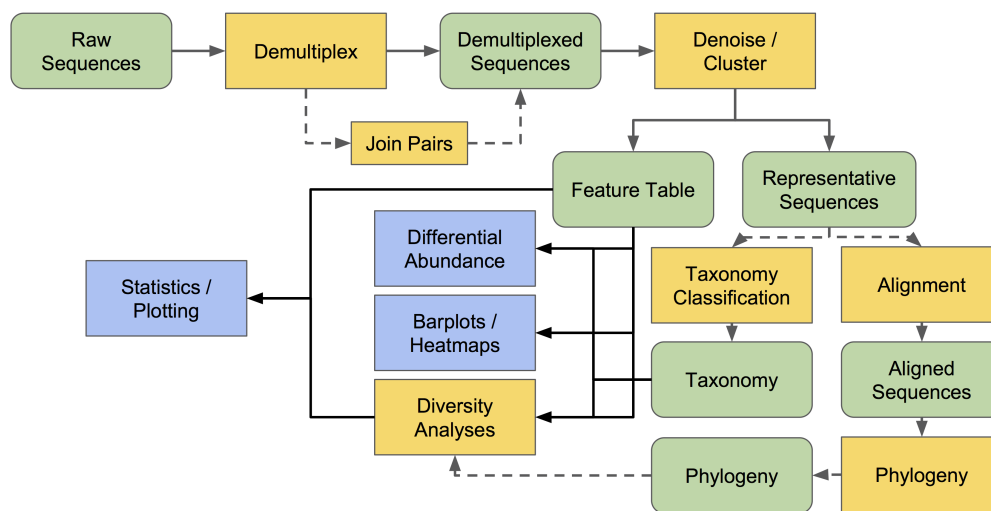 Raw
Sequences
Demultiplex
Demultiplexed
Sequences
Denoise /
Cluster
Join Pairs
Feature Table
Representative
Sequences
Differential
Abundance
Statistics /
Plotting
Taxonomy
Classification
Alignment
Barplots /
Heatmaps
Taxonomy
Aligned
Sequences
Diversity
Analyses
Phylogeny
Phylogeny